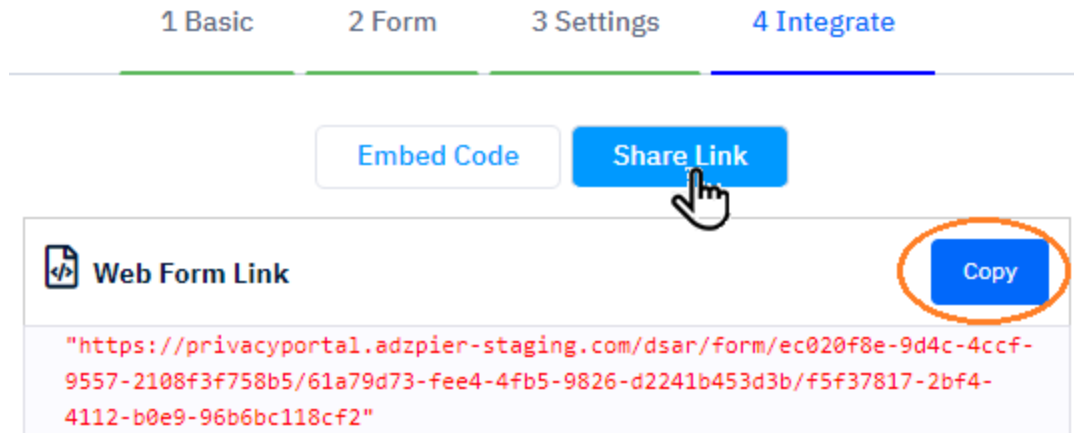 1 Basic 2 Form 3 Settings 4 Integrate
Embed Code Share Link
Web Form Link Copy
"https://privacyportal.adzpier-staging.com/dsar/form/ec020f8e-9d4c-4ccf-
9557-2108f3f758b5/61a79d73-fee4-4fb5-9826-d2241b453d3b/f5f37817-2bf4-
4112-b0e9-96b6bc118cf2"